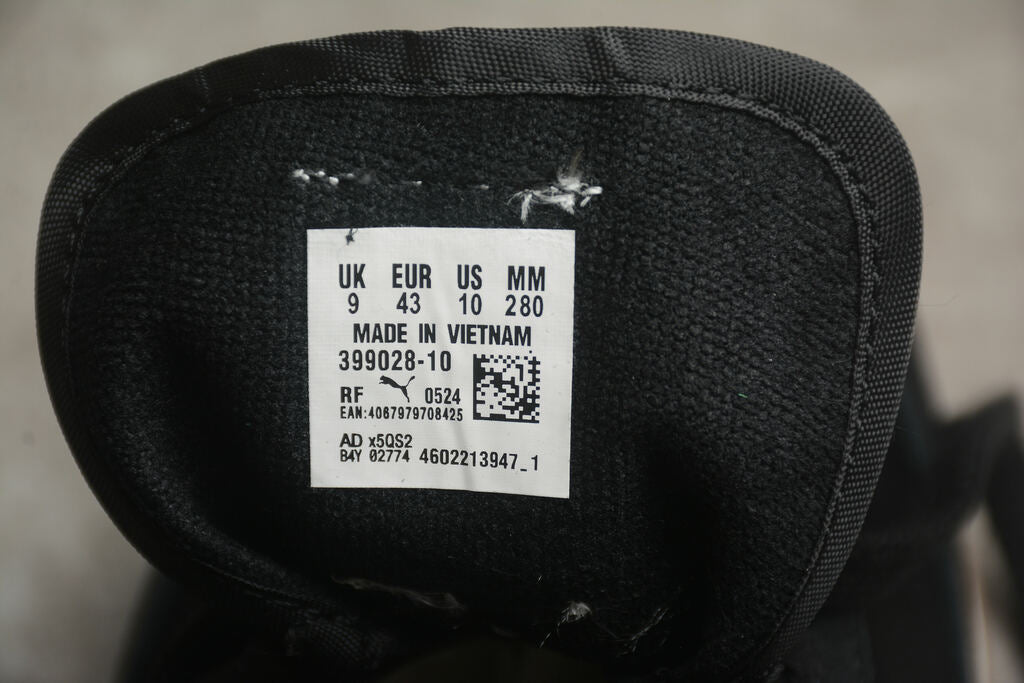 UK EUR US MM
9 43 10 280
MADE IN VIETNAM
399028-10
RF 0524
EAN:4067979708425
AD x5QS2
B4Y 02774 4602213947_1